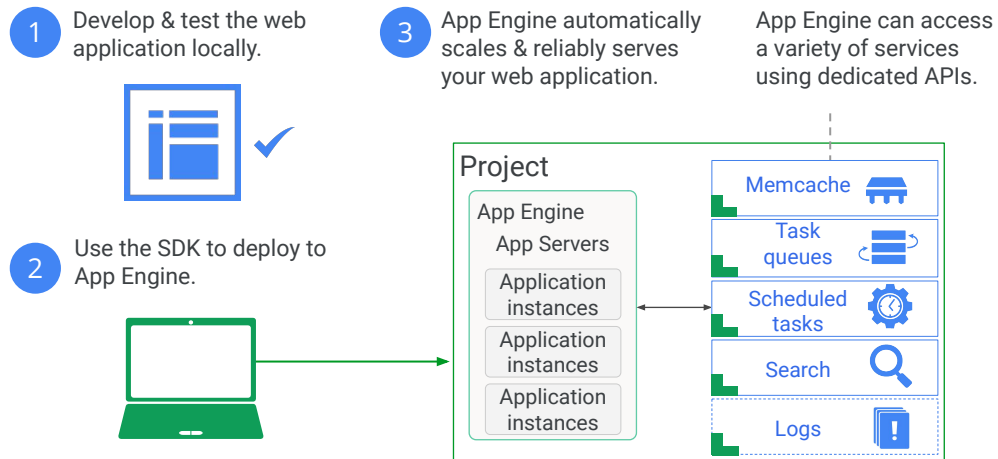 1
Develop & test the web
application locally.
2
Use the SDK to deploy to
App Engine.
3
App Engine automatically
scales & reliably serves
your web application.
App Engine can access
a variety of services
using dedicated APIs.
Project
App Engine
App Servers
Application
instances
Application
instances
Application
instances
Memcache
Task
queues
Scheduled
tasks
Search
Logs
!